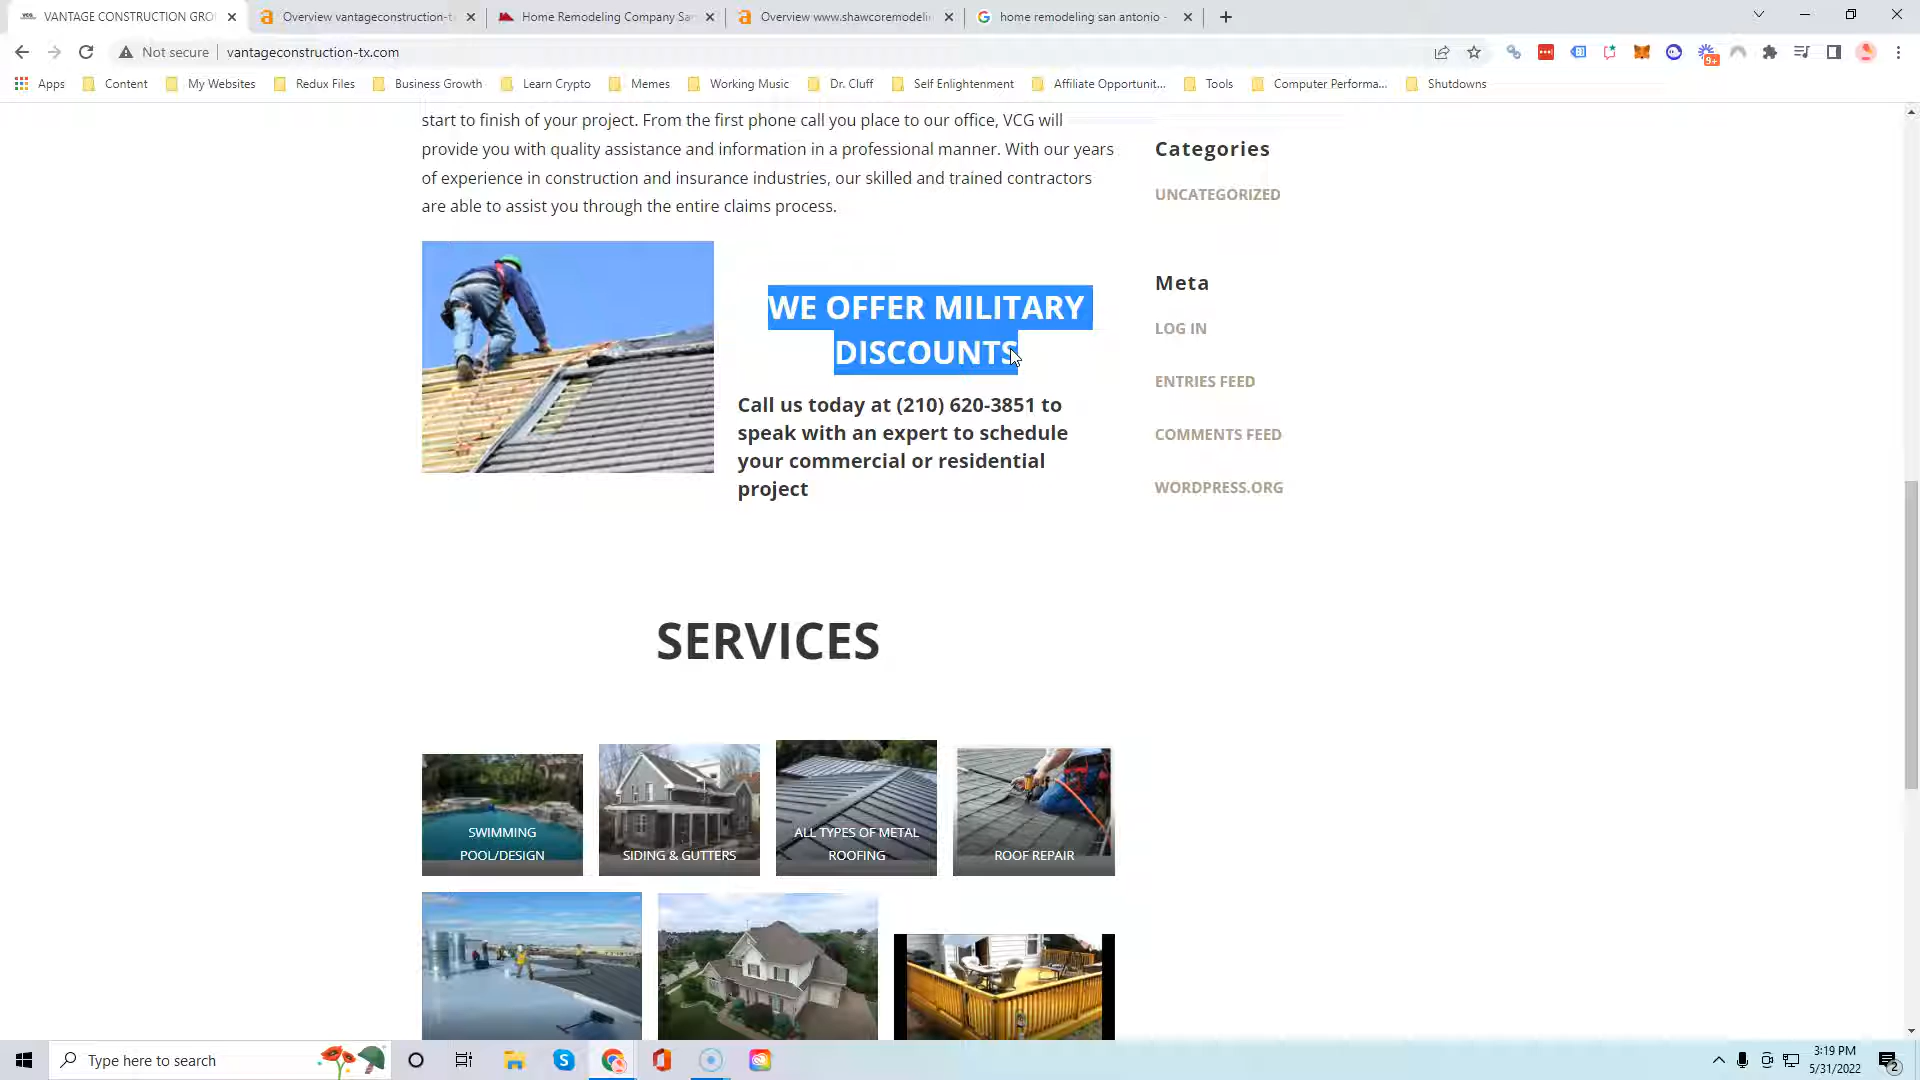 VANTAGE CONSTRUCTION GRO
Overview vantageconstruction-t
Home Remodeling Company Sa
Overview www.shawcoremodeli
home remodeling san antonio -
Not secure
vantageconstruction-tx.com
9+
Apps
Content
My Websites
Redux Files
Business Growth
Learn Crypto
Memes
Working Music
Dr. Cluff
Self Enlightenment
Affiliate Opportunit...
Tools
Computer Performa...
Shutdowns
start to finish of your project. From the first phone call you place to our office, VCG will
provide you with quality assistance and information in a professional manner. With our years
of experience in construction and insurance industries, our skilled and trained contractors
are able to assist you through the entire claims process.
WE OFFER MILITARY
DISCOUNTS
Call us today at (210) 620-3851 to
speak with an expert to schedule
your commercial or residential
project
Categories
UNCATEGORIZED
Meta
LOG IN
ENTRIES FEED
COMMENTS FEED
WORDPRESS.ORG
SERVICES
SWIMMING
POOL/DESIGN
SIDING & GUTTERS
ALL TYPES OF METAL
ROOFING
ROOF REPAIR
Type here to search
3:19 PM
5/31/2022
2